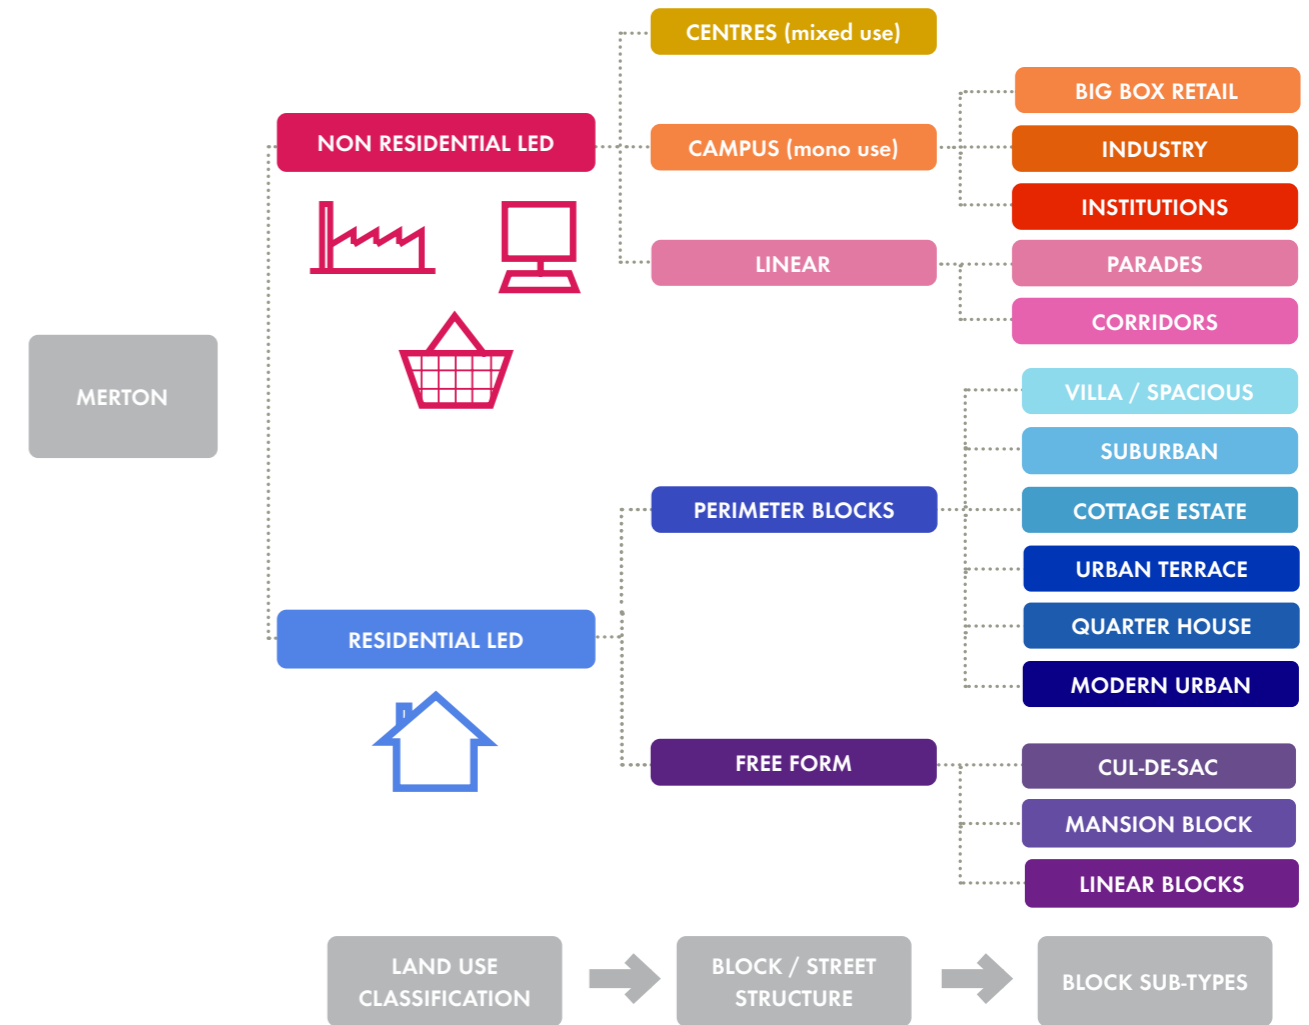 CENTRES (mixed use)
BIG BOX RETAIL
NON RESIDENTIAL LED
CAMPUS (mono use)
INDUSTRY
INSTITUTIONS
LINEAR
PARADES
CORRIDORS
MERTON
VILLA / SPACIOUS
SUBURBAN
PERIMETER BLOCKS
COTTAGE ESTATE
URBAN TERRACE
QUARTER HOUSE
RESIDENTIAL LED
MODERN URBAN
FREE FORM
CUL-DE-SAC
MANSION BLOCK
LINEAR BLOCKS
LAND USE
CLASSIFICATION
BLOCK / STREET
STRUCTURE
BLOCK SUB-TYPES